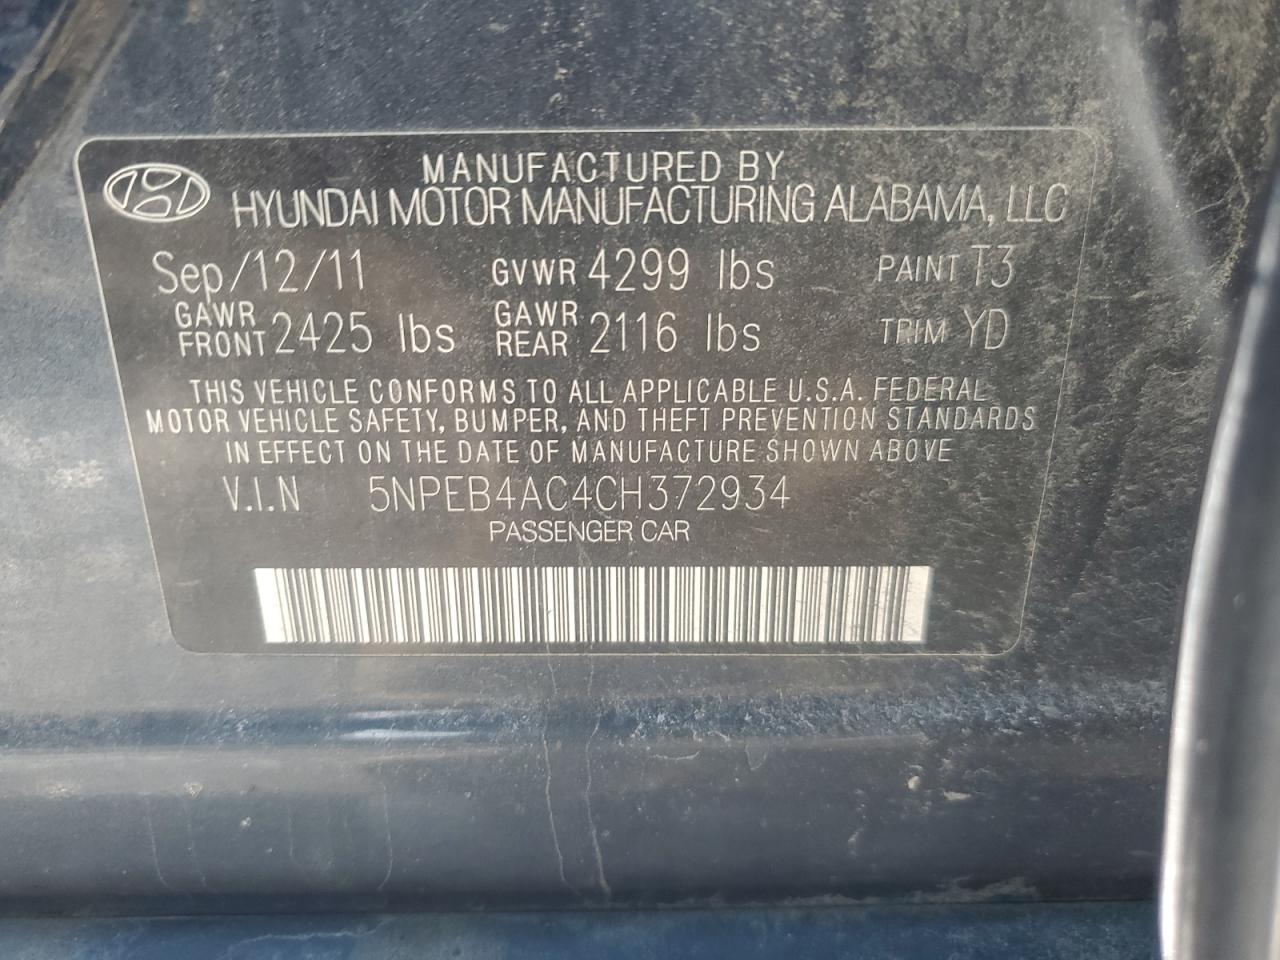 MANUFACTURED BY
HYUNDAI MOTOR MANUFACTURING ALABAMA, LLC
Sep/12/11 GVWR 4299 lbs PAINT T3
GAWR FRONT 2425 lbs GAWR REAR 2116 lbs TRIM YD
THIS VEHICLE CONFORMS TO ALL APPLICABLE U.S.A. FEDERAL
MOTOR VEHICLE SAFETY, BUMPER, AND THEFT PREVENTION STANDARDS
IN EFFECT ON THE DATE OF MANUFACTURE SHOWN ABOVE
V.I.N 5NPEB4AC4CH372934
PASSENGER CAR